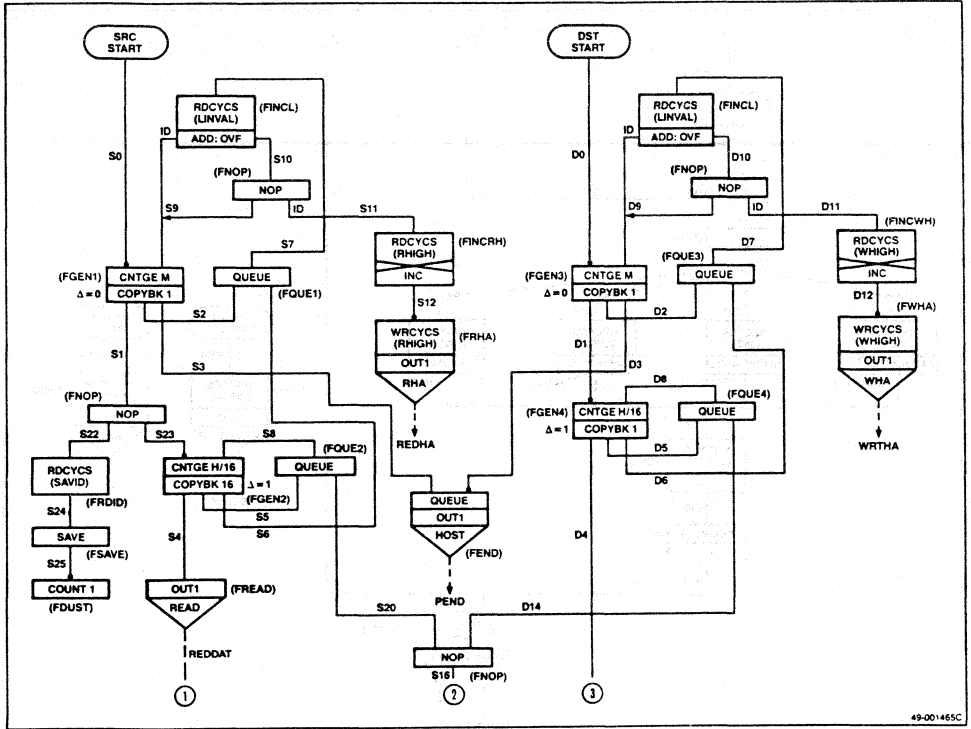 SRC
START
DST
START
RDCYCS
(LINVAL)
(FINCL)
ADD: OVF
ID
S10
S0
(FNOP)
NOP
S9
ID
S11
S7
RDCYCS
(RHIGH)
(FINCRH)
INC
(FGEN1)
CNTGE M
COPYBK 1
Δ = 0
QUEUE
(FQUE1)
S2
S12
WRCYCS
(RHIGH)
(FRHA)
OUT1
RHA
REDHA
S1
S3
(FNOP)
NOP
S22
S23
S8
(FQUE2)
RDCYCS
(SAVID)
(FRDID)
CNTGE H/16
COPYBK 16
Δ = 1
(FGEN2)
QUEUE
S5
S6
S24
SAVE
(FSAVE)
S25
COUNT 1
(FDUST)
S4
OUT1
(FREAD)
READ
REDDAT
1
QUEUE
OUT1
HOST
(FEND)
PEND
S20
D14
NOP
S16
(FNOP)
2
RDCYCS
(LINVAL)
(FINCL)
ADD: OVF
ID
D10
D0
(FNOP)
NOP
D9
ID
D11
D7
(FINCWH)
RDCYCS
(WHIGH)
INC
(FGEN3)
CNTGE M
COPYBK 1
Δ = 0
(FQUE3)
QUEUE
D2
D12
(FWHA)
WRCYCS
(WHIGH)
OUT1
WHA
WRTHA
D1
D3
D8
(FQUE4)
(FGEN4)
CNTGE H/16
COPYBK 1
Δ = 1
QUEUE
D5
D6
D4
3
49-001465C